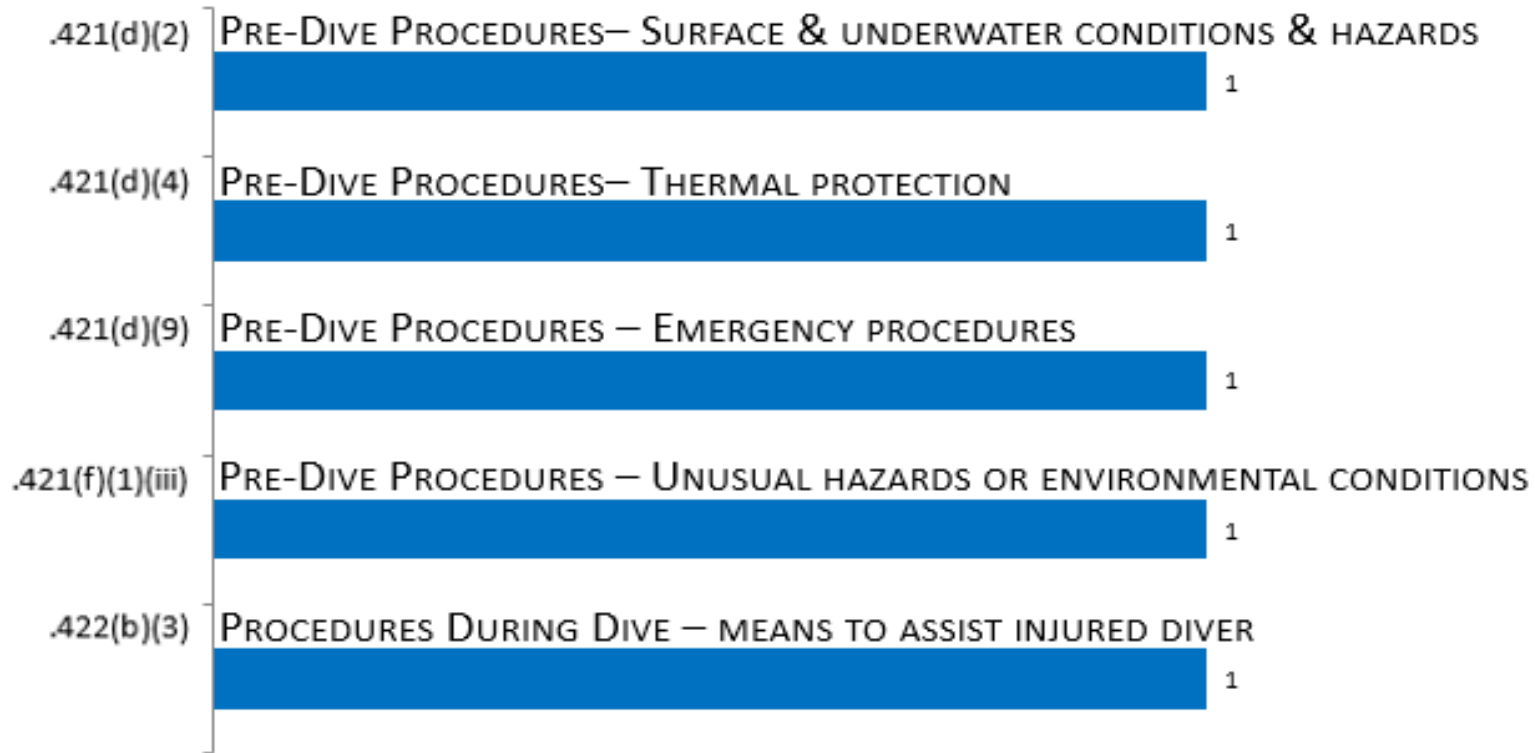 .421(d)(2) PRE-DIVE PROCEDURES– SURFACE & UNDERWATER CONDITIONS & HAZARDS
1
.421(d)(4) PRE-DIVE PROCEDURES– THERMAL PROTECTION
1
.421(d)(9) PRE-DIVE PROCEDURES – EMERGENCY PROCEDURES
1
.421(f)(1)(iii) PRE-DIVE PROCEDURES – UNUSUAL HAZARDS OR ENVIRONMENTAL CONDITIONS
1
.422(b)(3) PROCEDURES DURING DIVE – MEANS TO ASSIST INJURED DIVER
1